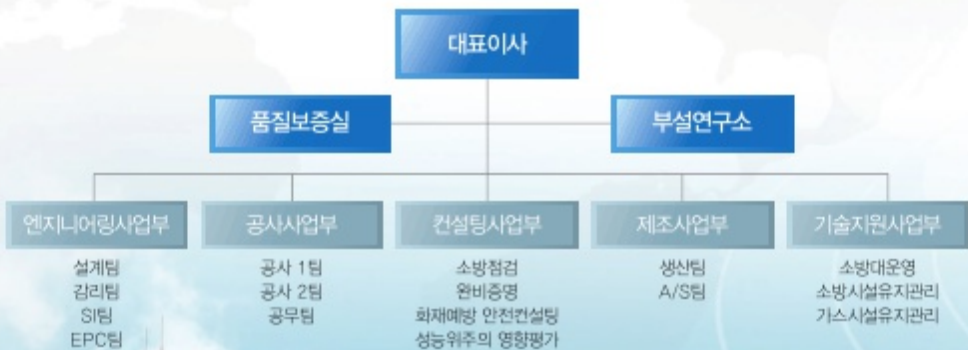 대표이사
품질보증실
부설연구소
엔지니어링사업부
설계팀
감리팀
SI팀
EPC팀
공사사업부
공사 1팀
공사 2팀
공무팀
컨설팅사업부
소방점검
완비증명
화재예방 안전컨설팅
성능위주의 영향평가
제조사업부
생산팀
A/S팀
기술지원사업부
소방대운영
소방시설유지관리
가스시설유지관리